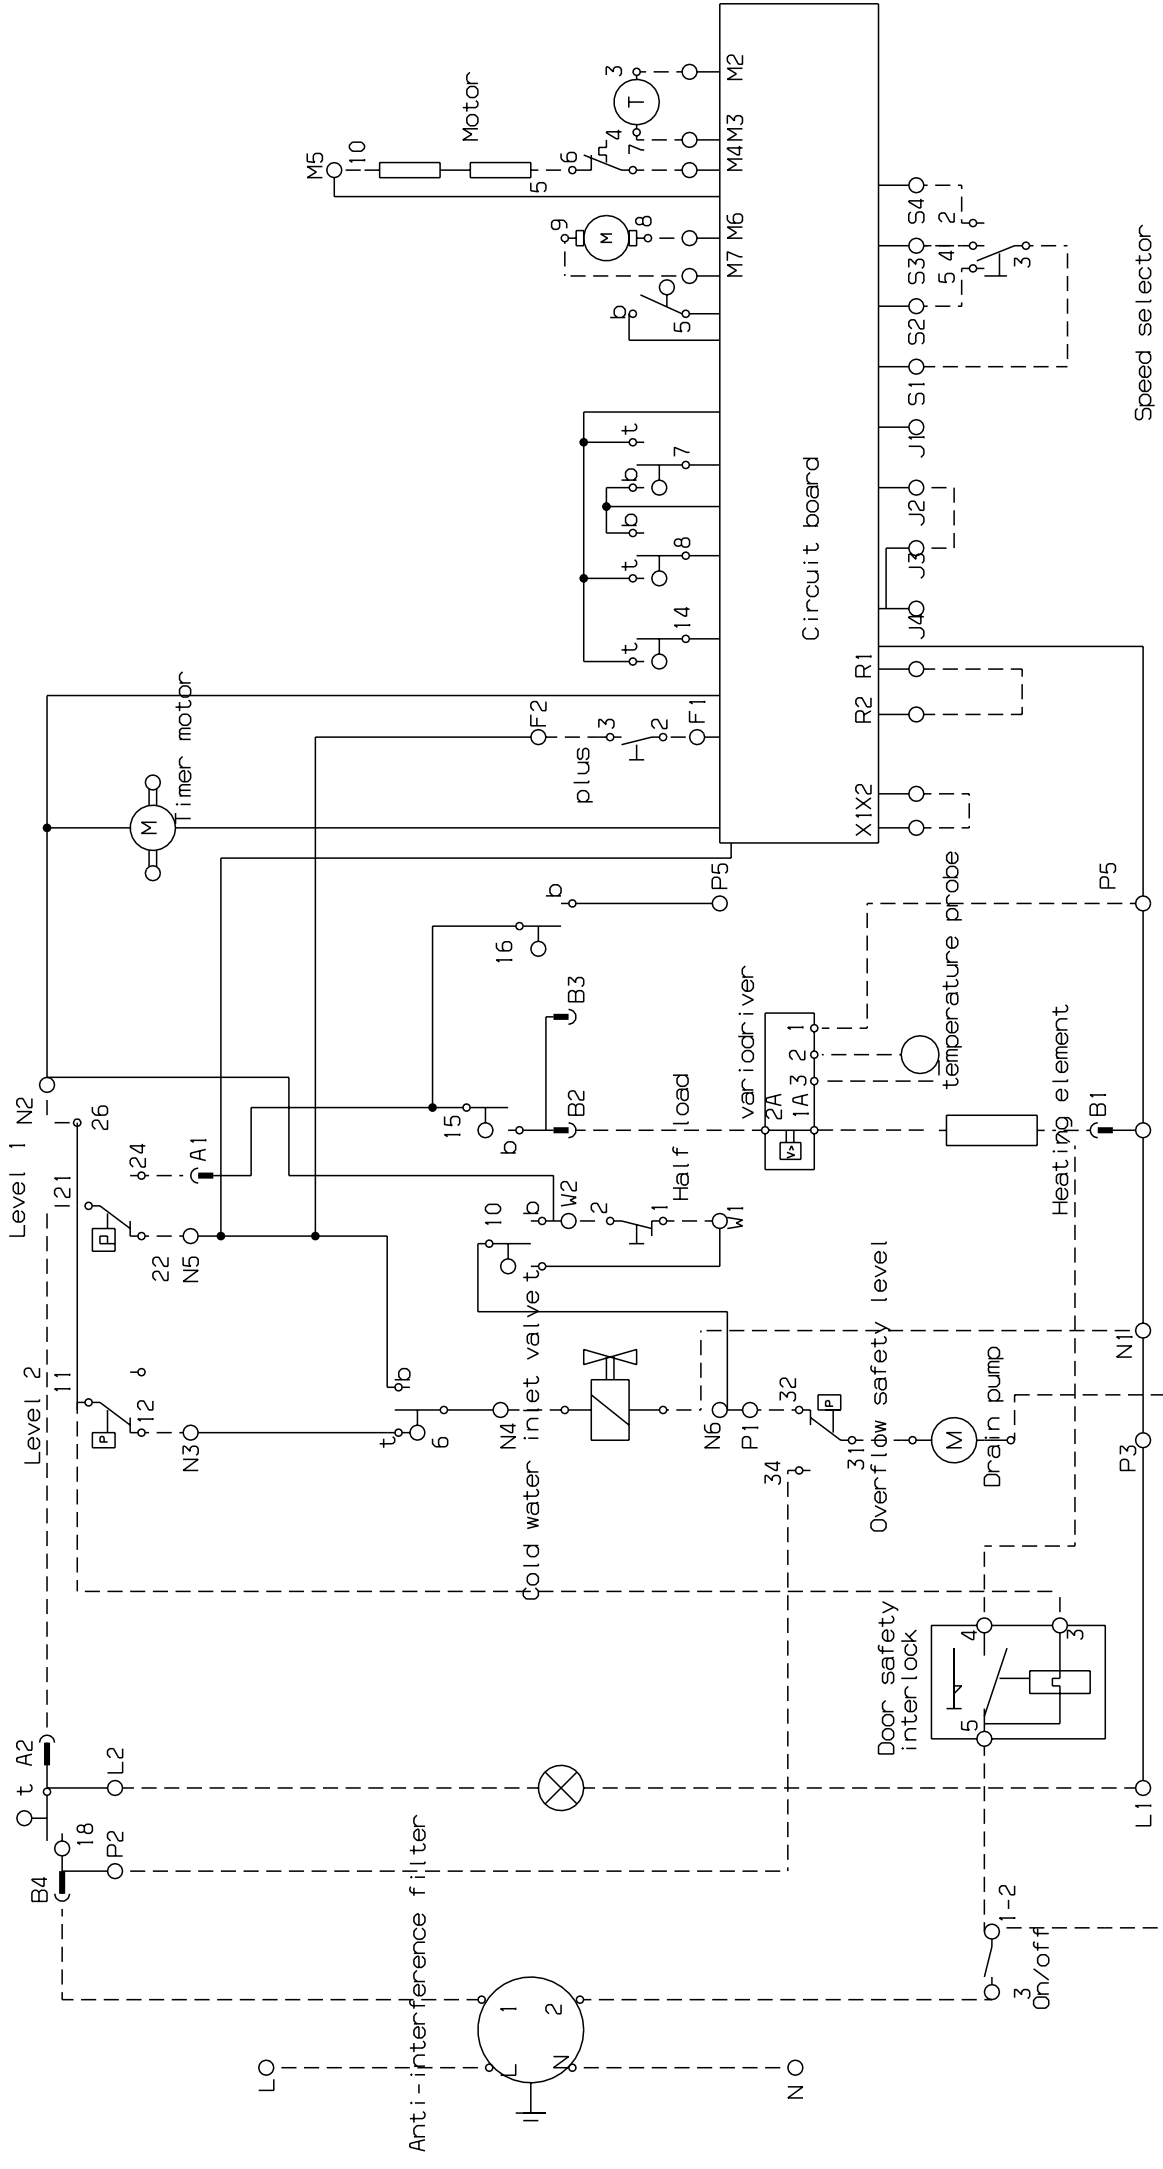 B4
t
A2
Level 2
Level 1
N2
18
11
121
26
P2
L2
12
24
22
N3
N5
A1
Timer motor
L
M5
10
t
b
Anti-interference filter
6
15
Motor
10
16
1
L
N4
b
Cold water inlet valve
t
b
F2
5
2
N
b
9
W2
B2
B3
6
plus
2
3
b
4
3
t
b
b
t
t
8
7
M
T
1
Half load
2
14
8
7
5
N6
W1
P5
F1
P1
variodriver
M7
M6
M4
M3
M2
34
2A
32
V>
3
2
1
1A
N
P
P
P
M
Circuit board
31
X1
X2
R2
R1
Overflow safety level
Door safety
interlock
J4
J3
J2
J1
S1
S2
S3
S4
5
4
5
4
2
M
temperature probe
Drain pump
1-2
3
3
On/off
Heating element
3
B1
P5
N1
P3
L1
Speed selector